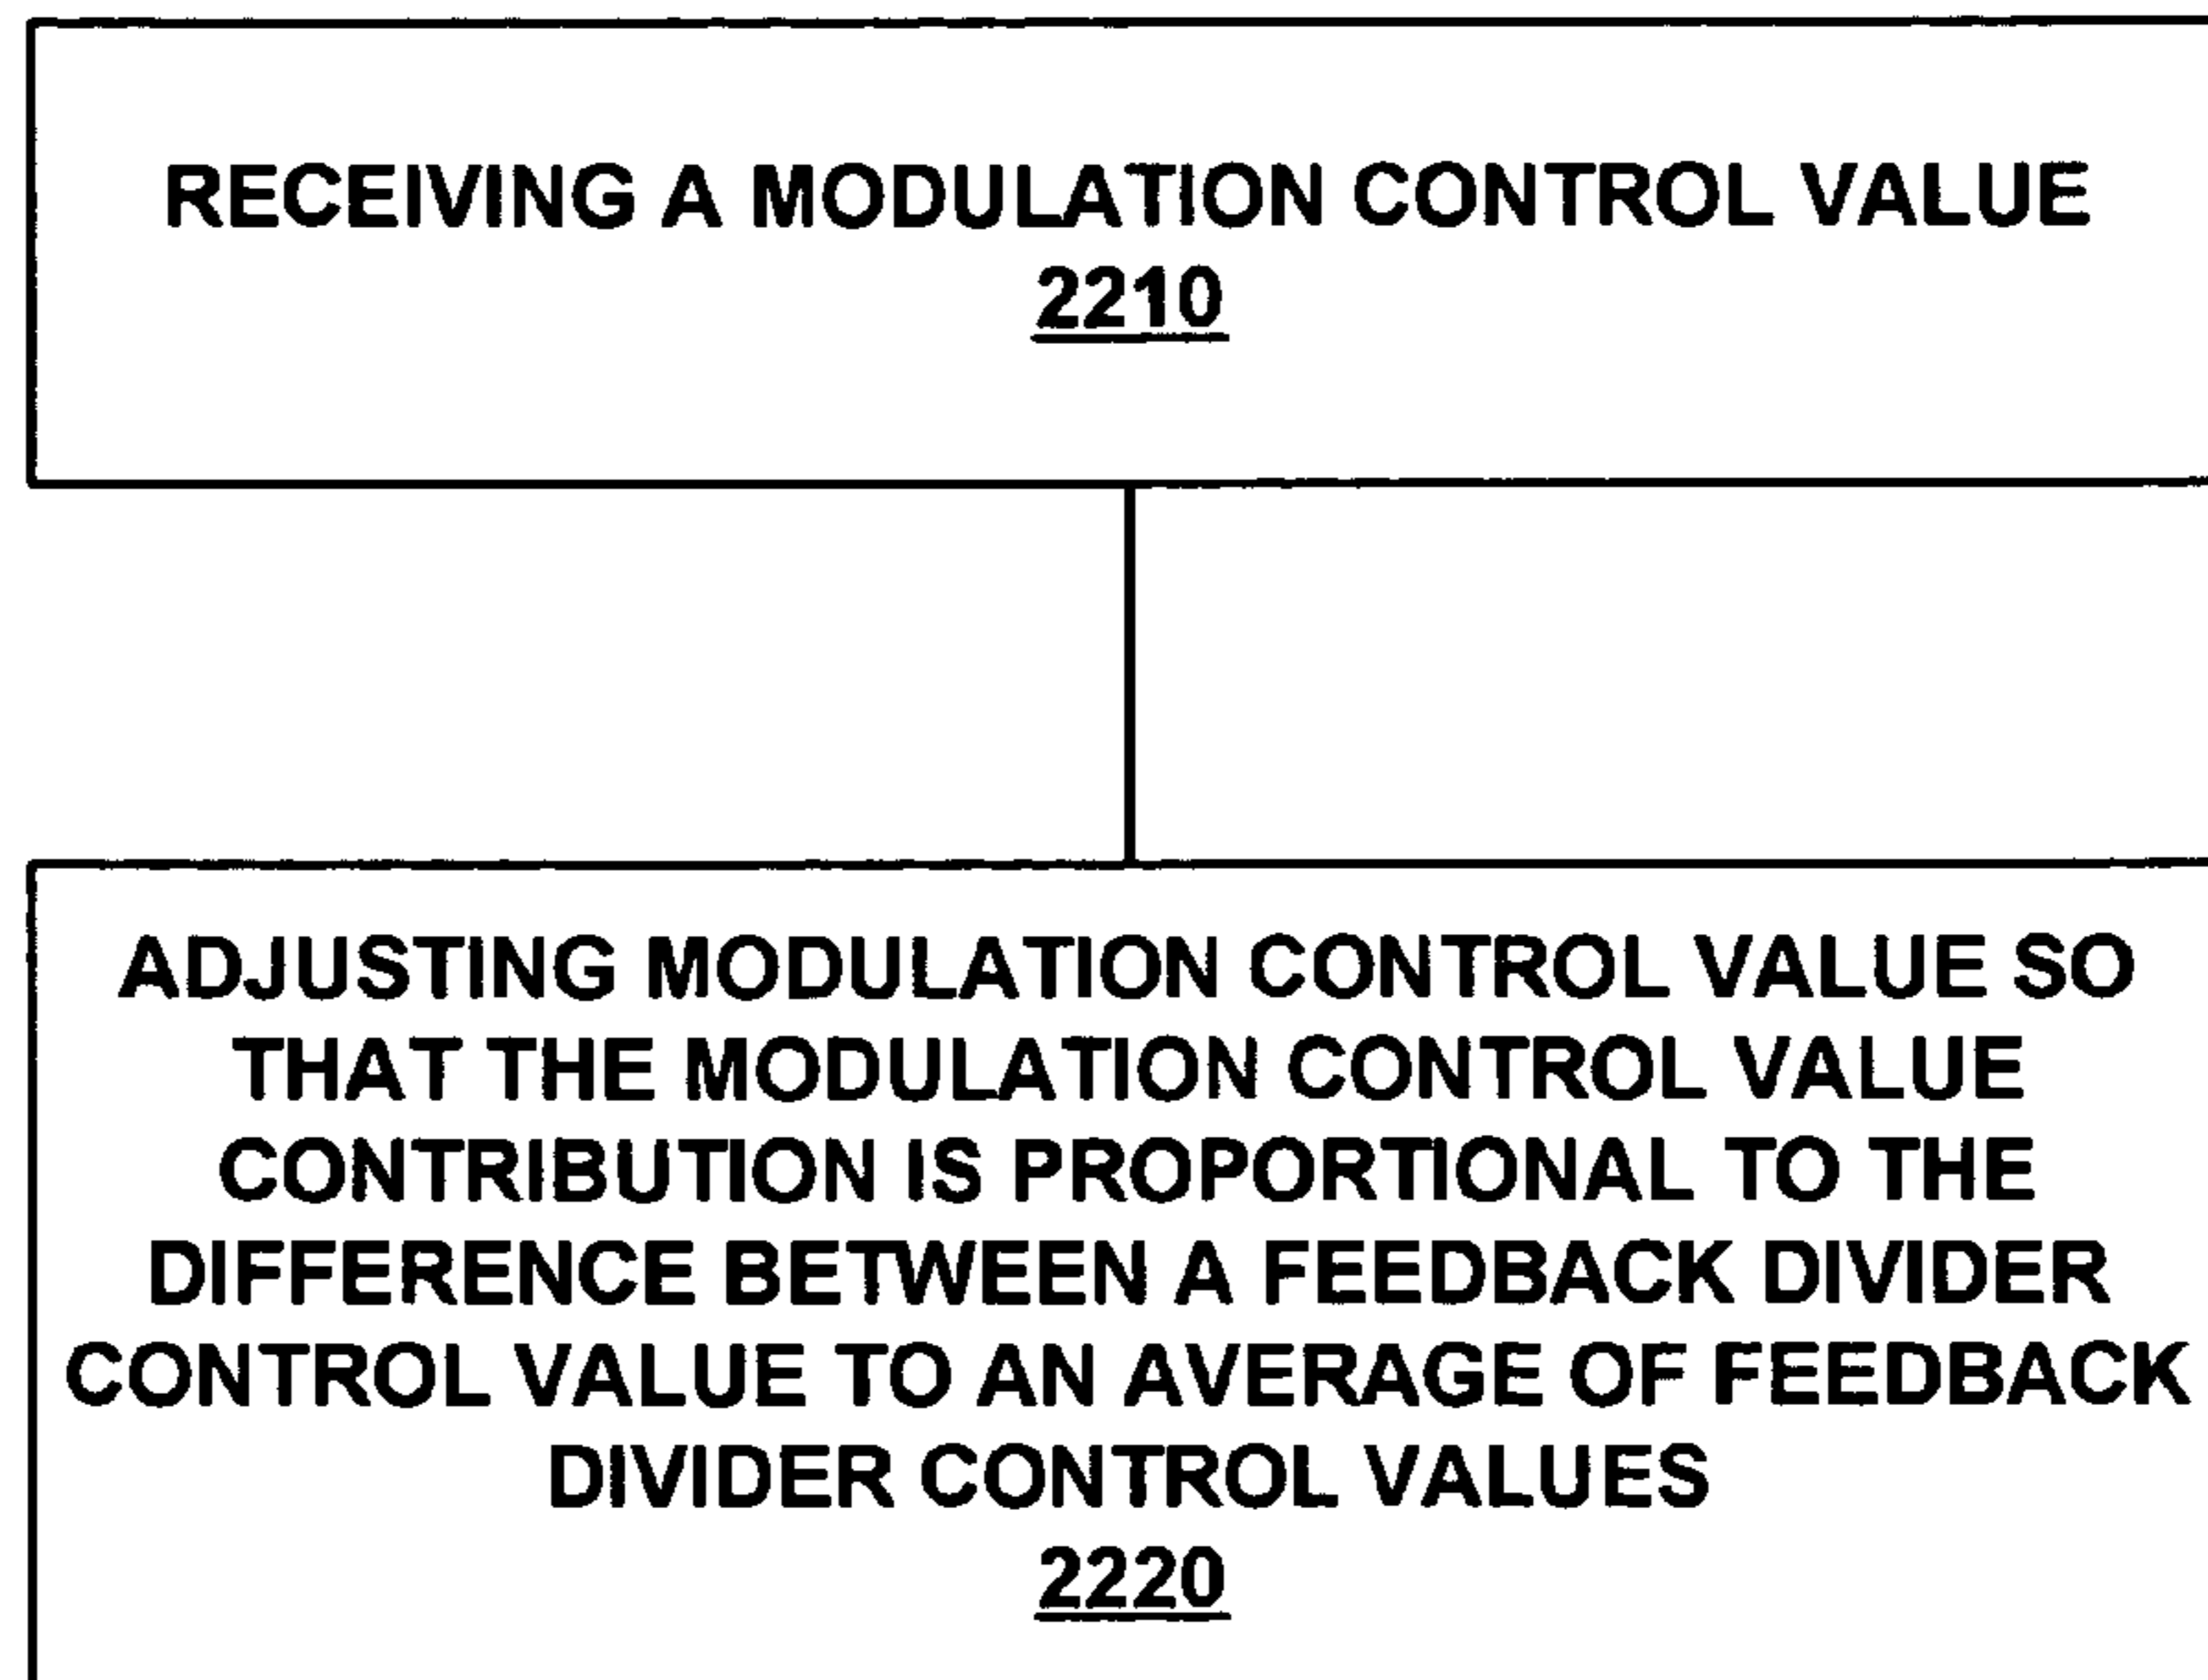 RECEIVING A MODULATION CONTROL VALUE
2210
ADJUSTING MODULATION CONTROL VALUE SO
THAT THE MODULATION CONTROL VALUE
CONTRIBUTION IS PROPORTIONAL TO THE
DIFFERENCE BETWEEN A FEEDBACK DIVIDER
CONTROL VALUE TO AN AVERAGE OF FEEDBACK
DIVIDER CONTROL VALUES
2220